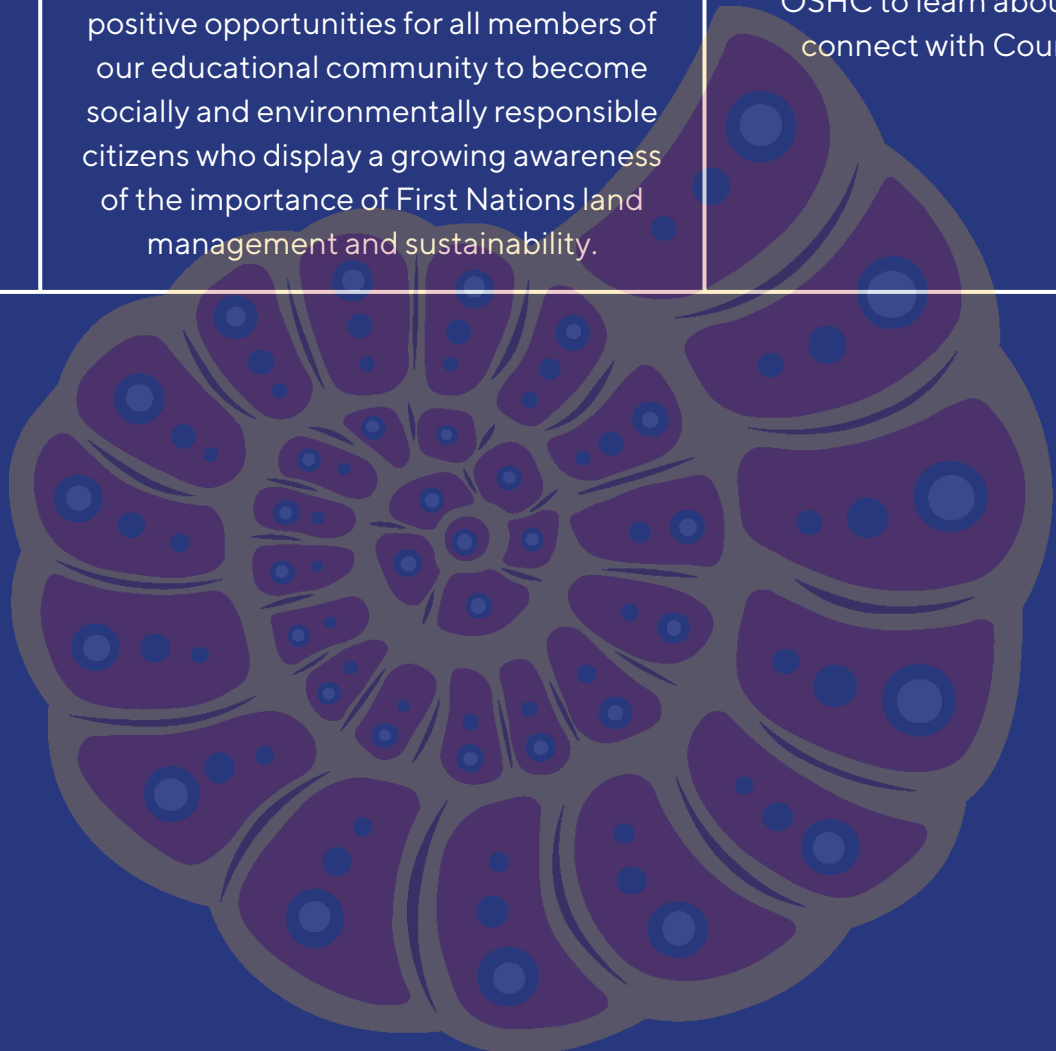 positive opportunities for all members of
our educational community to become
socially and environmentally responsible
citizens who display a growing awareness
of the importance of First Nations land
management and sustainability.
OSHC to learn
connect with